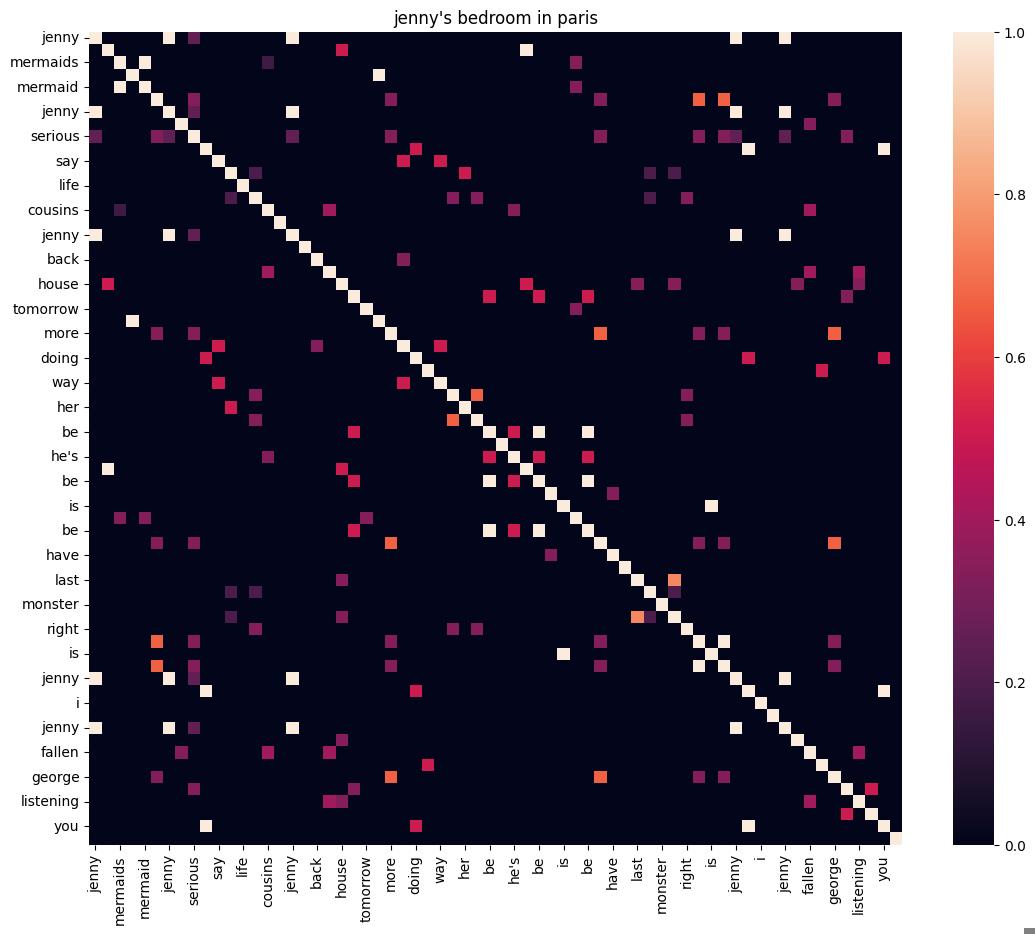 jenny's bedroom in paris
jenny
mermaids
mermaid
jenny
serious
say
life
cousins
jenny
back
house
tomorrow
more
doing
way
her
be
he's
be
is
be
have
last
monster
right
is
jenny
i
jenny
fallen
george
listening
you
1.0
0.8
0.6
0.4
0.2
0.0
jenny
mermaids
mermaid
jenny
serious
say
life
cousins
jenny
back
house
tomorrow
more
doing
way
her
be
he's
be
is
be
have
last
monster
right
is
jenny
i
jenny
fallen
george
listening
you